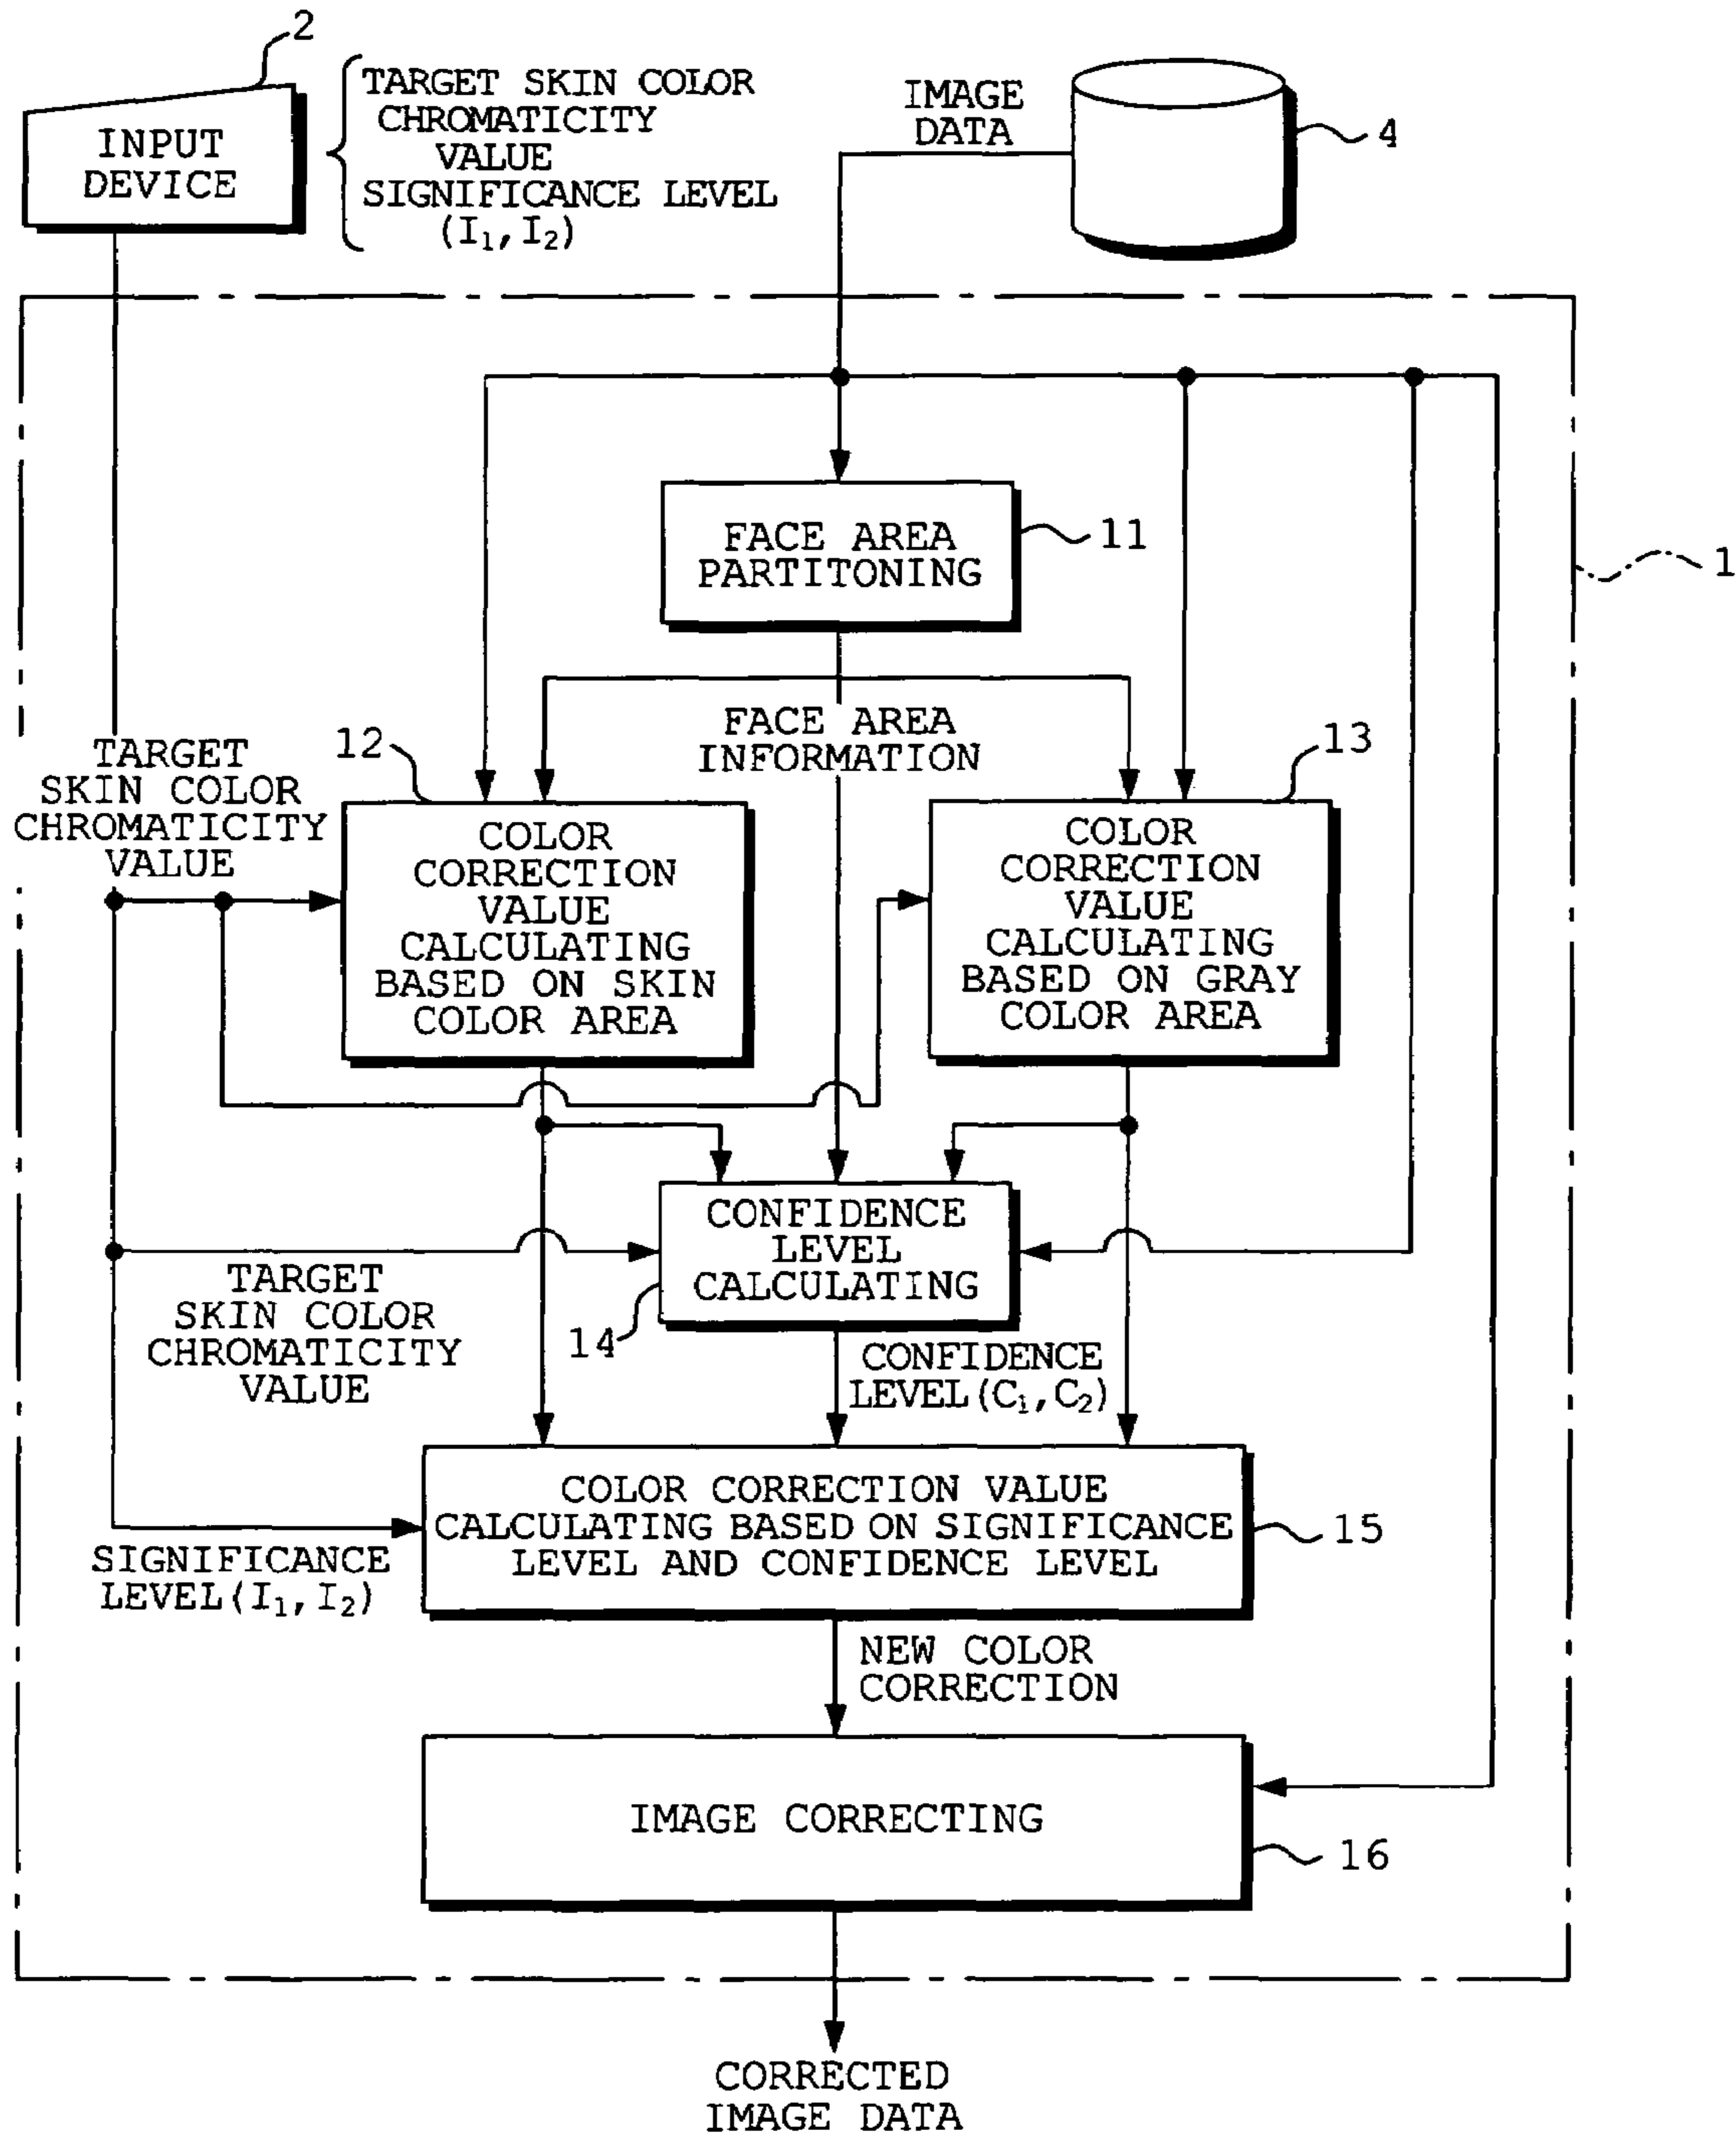 2
INPUT
DEVICE
TARGET SKIN COLOR
CHROMATICITY
VALUE
SIGNIFICANCE LEVEL
(I₁, I₂)
IMAGE
DATA
4
1
FACE AREA
PARTITONING
11
FACE AREA
INFORMATION
TARGET
SKIN COLOR
CHROMATICITY
VALUE
12
COLOR
CORRECTION
VALUE
CALCULATING
BASED ON SKIN
COLOR AREA
13
COLOR
CORRECTION
VALUE
CALCULATING
BASED ON GRAY
COLOR AREA
CONFIDENCE
LEVEL
CALCULATING
14
TARGET
SKIN COLOR
CHROMATICITY
VALUE
CONFIDENCE
LEVEL(C₁, C₂)
COLOR CORRECTION VALUE
CALCULATING BASED ON SIGNIFICANCE
LEVEL AND CONFIDENCE LEVEL
15
SIGNIFICANCE
LEVEL(I₁, I₂)
NEW COLOR
CORRECTION
IMAGE CORRECTING
16
CORRECTED
IMAGE DATA